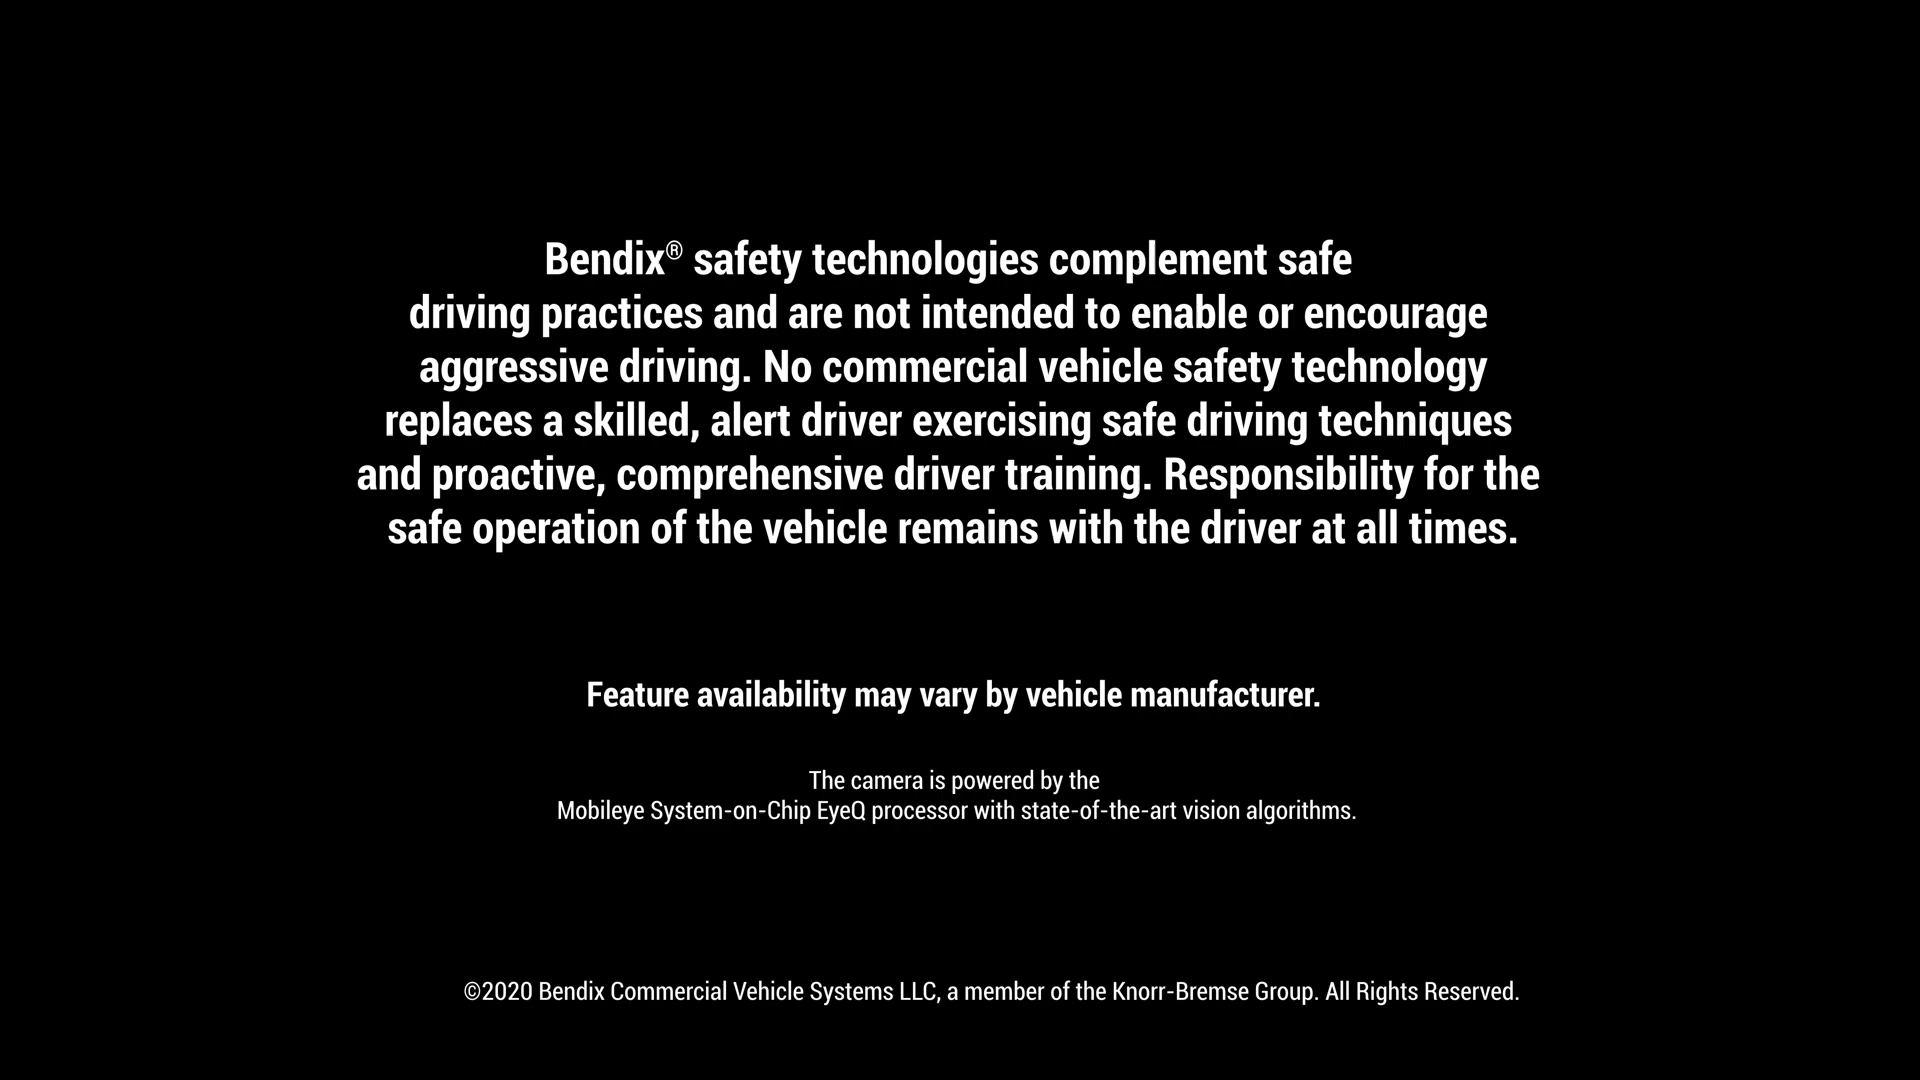 Bendix® safety technologies complement safe
driving practices and are not intended to enable or encourage
aggressive driving. No commercial vehicle safety technology
replaces a skilled, alert driver exercising safe driving techniques
and proactive, comprehensive driver training. Responsibility for the
safe operation of the vehicle remains with the driver at all times.
Feature availability may vary by vehicle manufacturer.
The camera is powered by the
Mobileye System-on-Chip EyeQ processor with state-of-the-art vision algorithms.
©2020 Bendix Commercial Vehicle Systems LLC, a member of the Knorr-Bremse Group. All Rights Reserved.